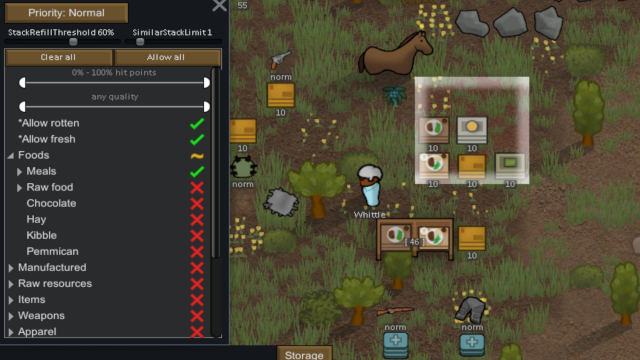 Priority: Normal
55
StackRefillThreshold 60% SimilarStackLimit 1
Clear all Allow all
0% - 100% hit points
any quality
*Allow rotten
*Allow fresh
Foods
Meals
Raw food
Chocolate
Hay
Kibble
Pemmican
Manufactured
Raw resources
Items
Weapons
Apparel
norm
10
10
10 10
norm
10 10 10
Whittle
[ 46 ]
10
norm norm
Storage